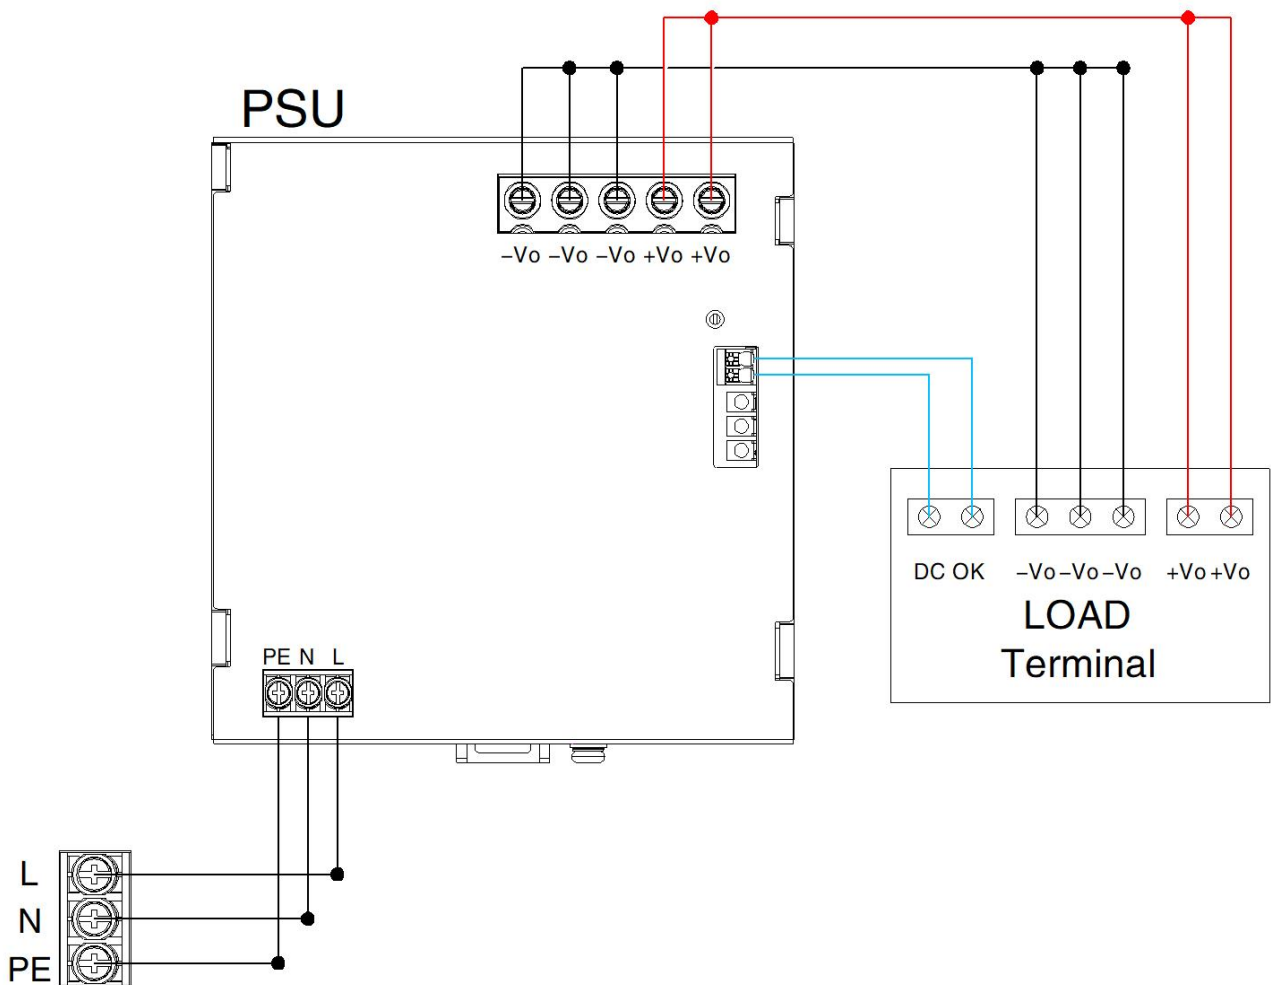 PSU
–Vo –Vo –Vo +Vo +Vo
DC OK –Vo –Vo –Vo +Vo +Vo
LOAD
Terminal
PE N L
L
N
PE